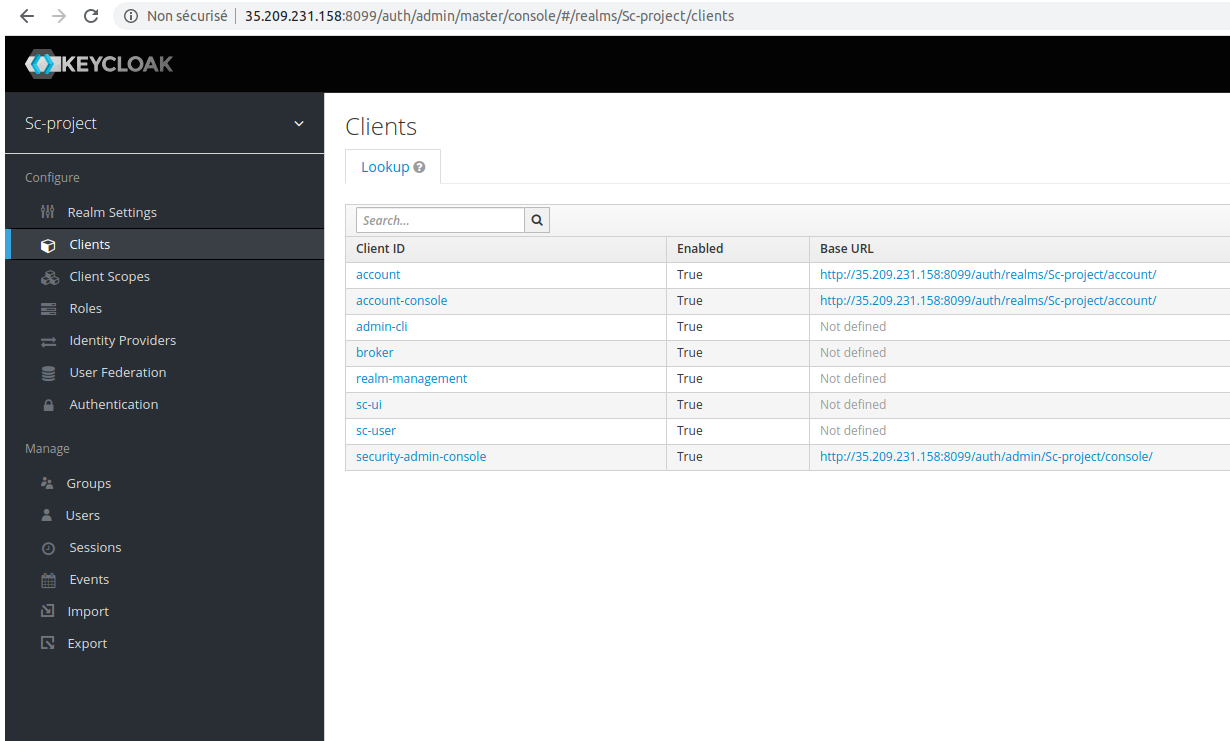 Non sécurisé 35.209.231.158:8099/auth/admin/master/console/#/realms/Sc-project/clients
KEYCLOAK
Sc-project
Configure
Realm Settings
Clients
Client Scopes
Roles
Identity Providers
User Federation
Authentication
Manage
Groups
Users
Sessions
Events
Import
Export
Clients
Lookup ?
Search...
Client ID Enabled Base URL
account True http://35.209.231.158:8099/auth/realms/Sc-project/account/
account-console True http://35.209.231.158:8099/auth/realms/Sc-project/account/
admin-cli True Not defined
broker True Not defined
realm-management True Not defined
sc-ui True Not defined
sc-user True Not defined
security-admin-console True http://35.209.231.158:8099/auth/admin/Sc-project/console/